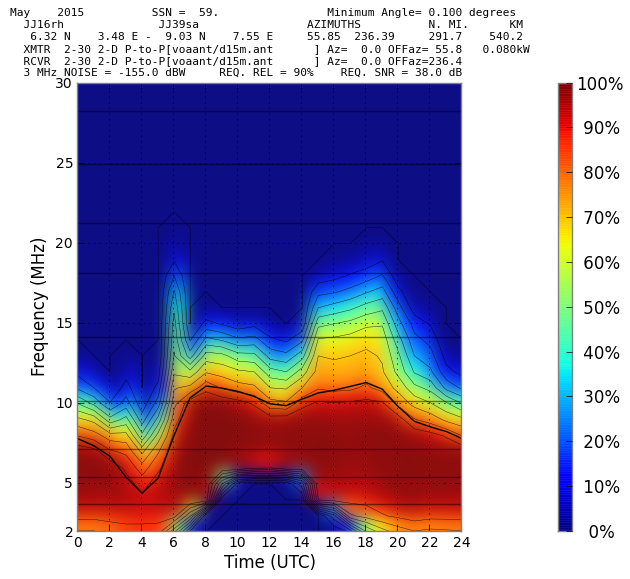 May    2015          SSN =  59.                Minimum Angle= 0.100 degrees
JJ16rh              JJ39sa                AZIMUTHS          N. MI.      KM
6.32 N    3.48 E -  9.03 N    7.55 E     55.85  236.39     291.7    540.2
XMTR  2-30 2-D P-to-P[voaant/d15m.ant      ] Az=  0.0 OFFaz= 55.8   0.080kW
RCVR  2-30 2-D P-to-P[voaant/d15m.ant      ] Az=  0.0 OFFaz=236.4
3 MHz NOISE = -155.0 dBW     REQ. REL = 90%    REQ. SNR = 38.0 dB
30
25
20
15
10
5
2
Frequency (MHz)
0 2 4 6 8 10 12 14 16 18 20 22 24
Time (UTC)
100%
90%
80%
70%
60%
50%
40%
30%
20%
10%
0%